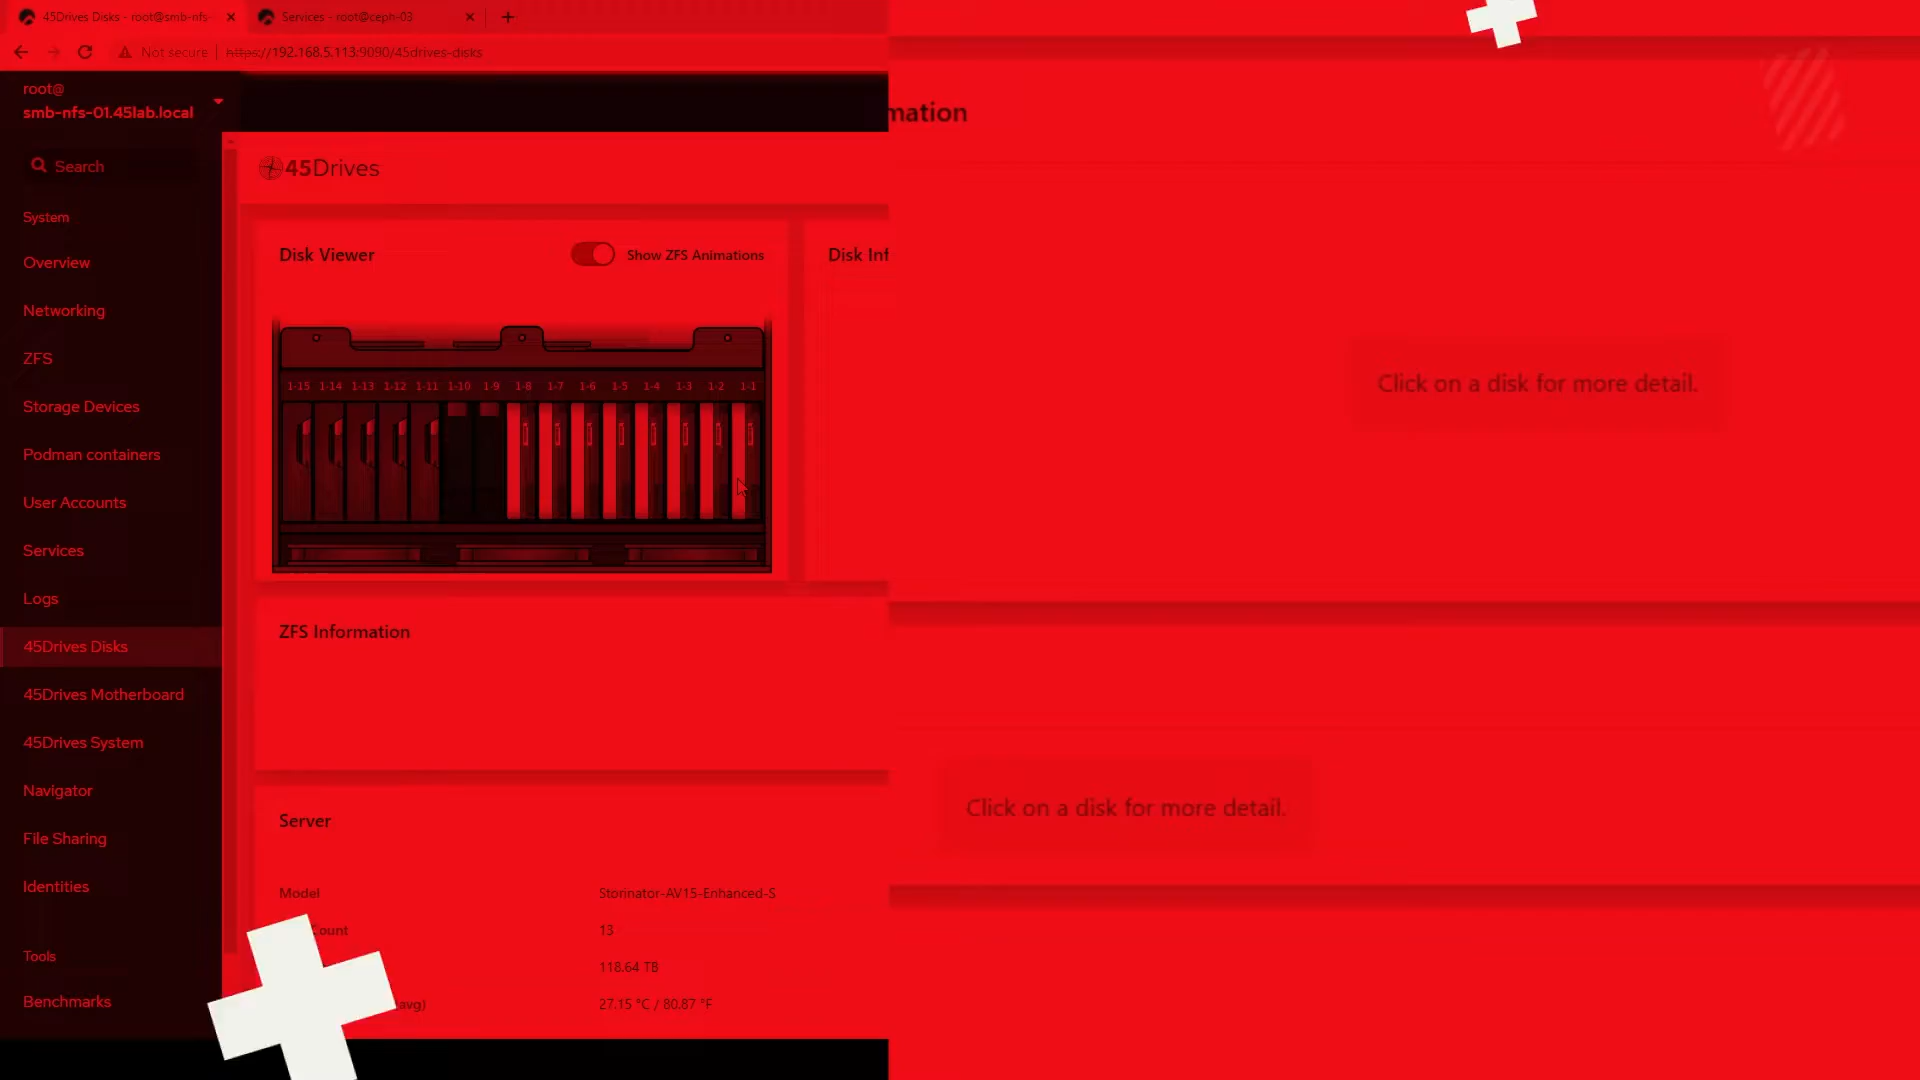 45Drives Disks - root@smb-nfs-
Services - root@ceph-03
Not secure
https://192.168.5.113:9090/45drives-disks
root@
smb-nfs-01.45lab.local
Search
System
Overview
Networking
ZFS
Storage Devices
Podman containers
User Accounts
Services
Logs
45Drives Disks
45Drives Motherboard
45Drives System
Navigator
File Sharing
Identities
Tools
Benchmarks
45Drives
Disk Viewer
Show ZFS Animations
Disk Inf
1-15 1-14 1-13 1-12 1-11 1-10 1-9 1-8 1-7 1-6 1-5 1-4 1-3 1-2 1-1
ZFS Information
Server
Model Storinator-AV15-Enhanced-S
Count 13
118.64 TB
avg) 27.15 °C / 80.87 °F
mation
Click on a disk for more detail.
Click on a disk for more detail.